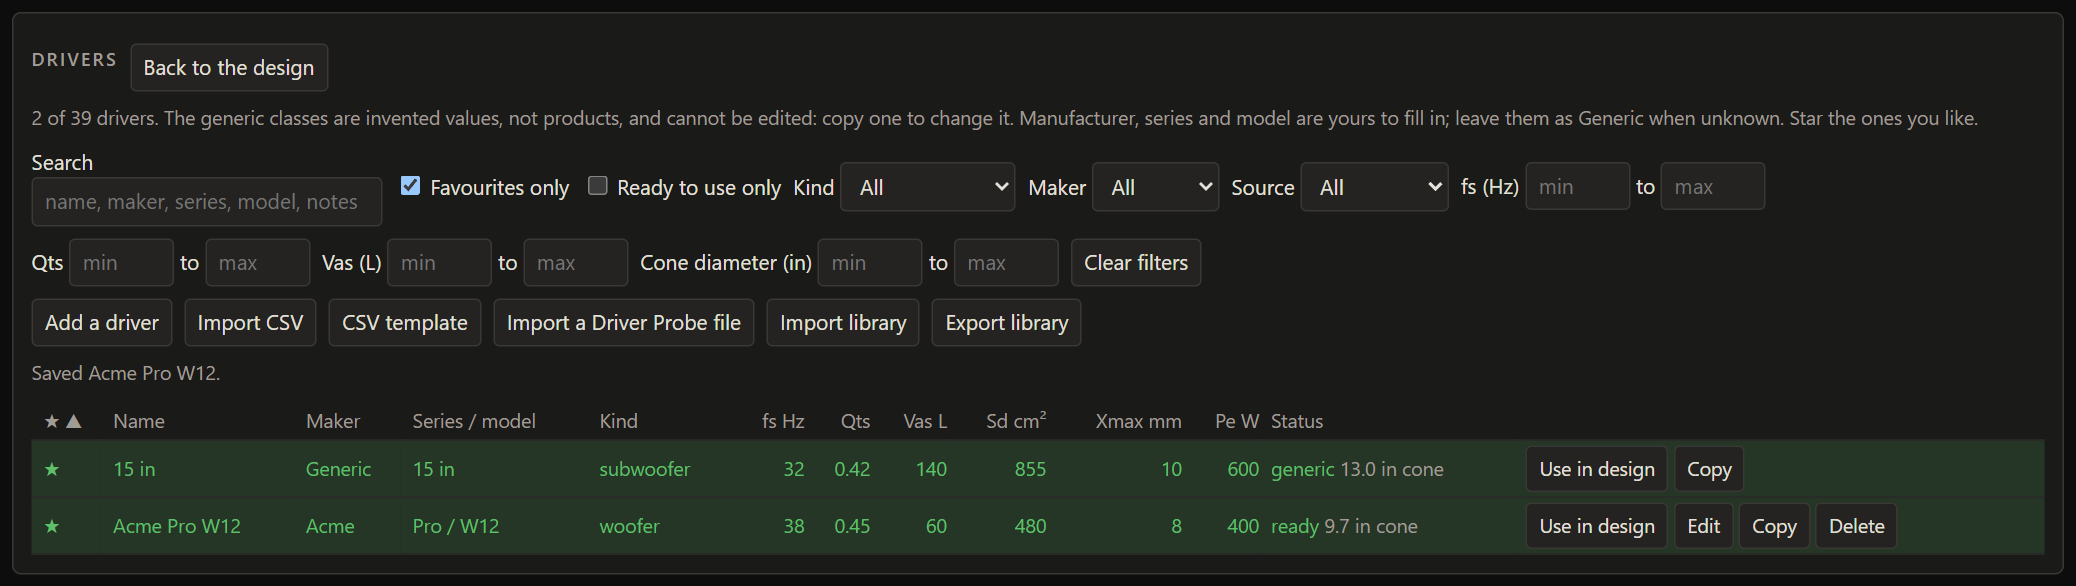 DRIVERS Back to the design
2 of 39 drivers. The generic classes are invented values, not products, and cannot be edited: copy one to change it. Manufacturer, series and model are yours to fill in; leave them as Generic when unknown. Star the ones you like.
Search
name, maker, series, model, notes Favourites only Ready to use only Kind All Maker All Source All fs (Hz) min to max
Qts min to max Vas (L) min to max Cone diameter (in) min to max Clear filters
Add a driver Import CSV CSV template Import a Driver Probe file Import library Export library
Saved Acme Pro W12.
★ ▲ Name Maker Series / model Kind fs Hz Qts Vas L Sd cm² Xmax mm Pe W Status
★ 15 in Generic 15 in subwoofer 32 0.42 140 855 10 600 generic 13.0 in cone Use in design Copy
★ Acme Pro W12 Acme Pro / W12 woofer 38 0.45 60 480 8 400 ready 9.7 in cone Use in design Edit Copy Delete